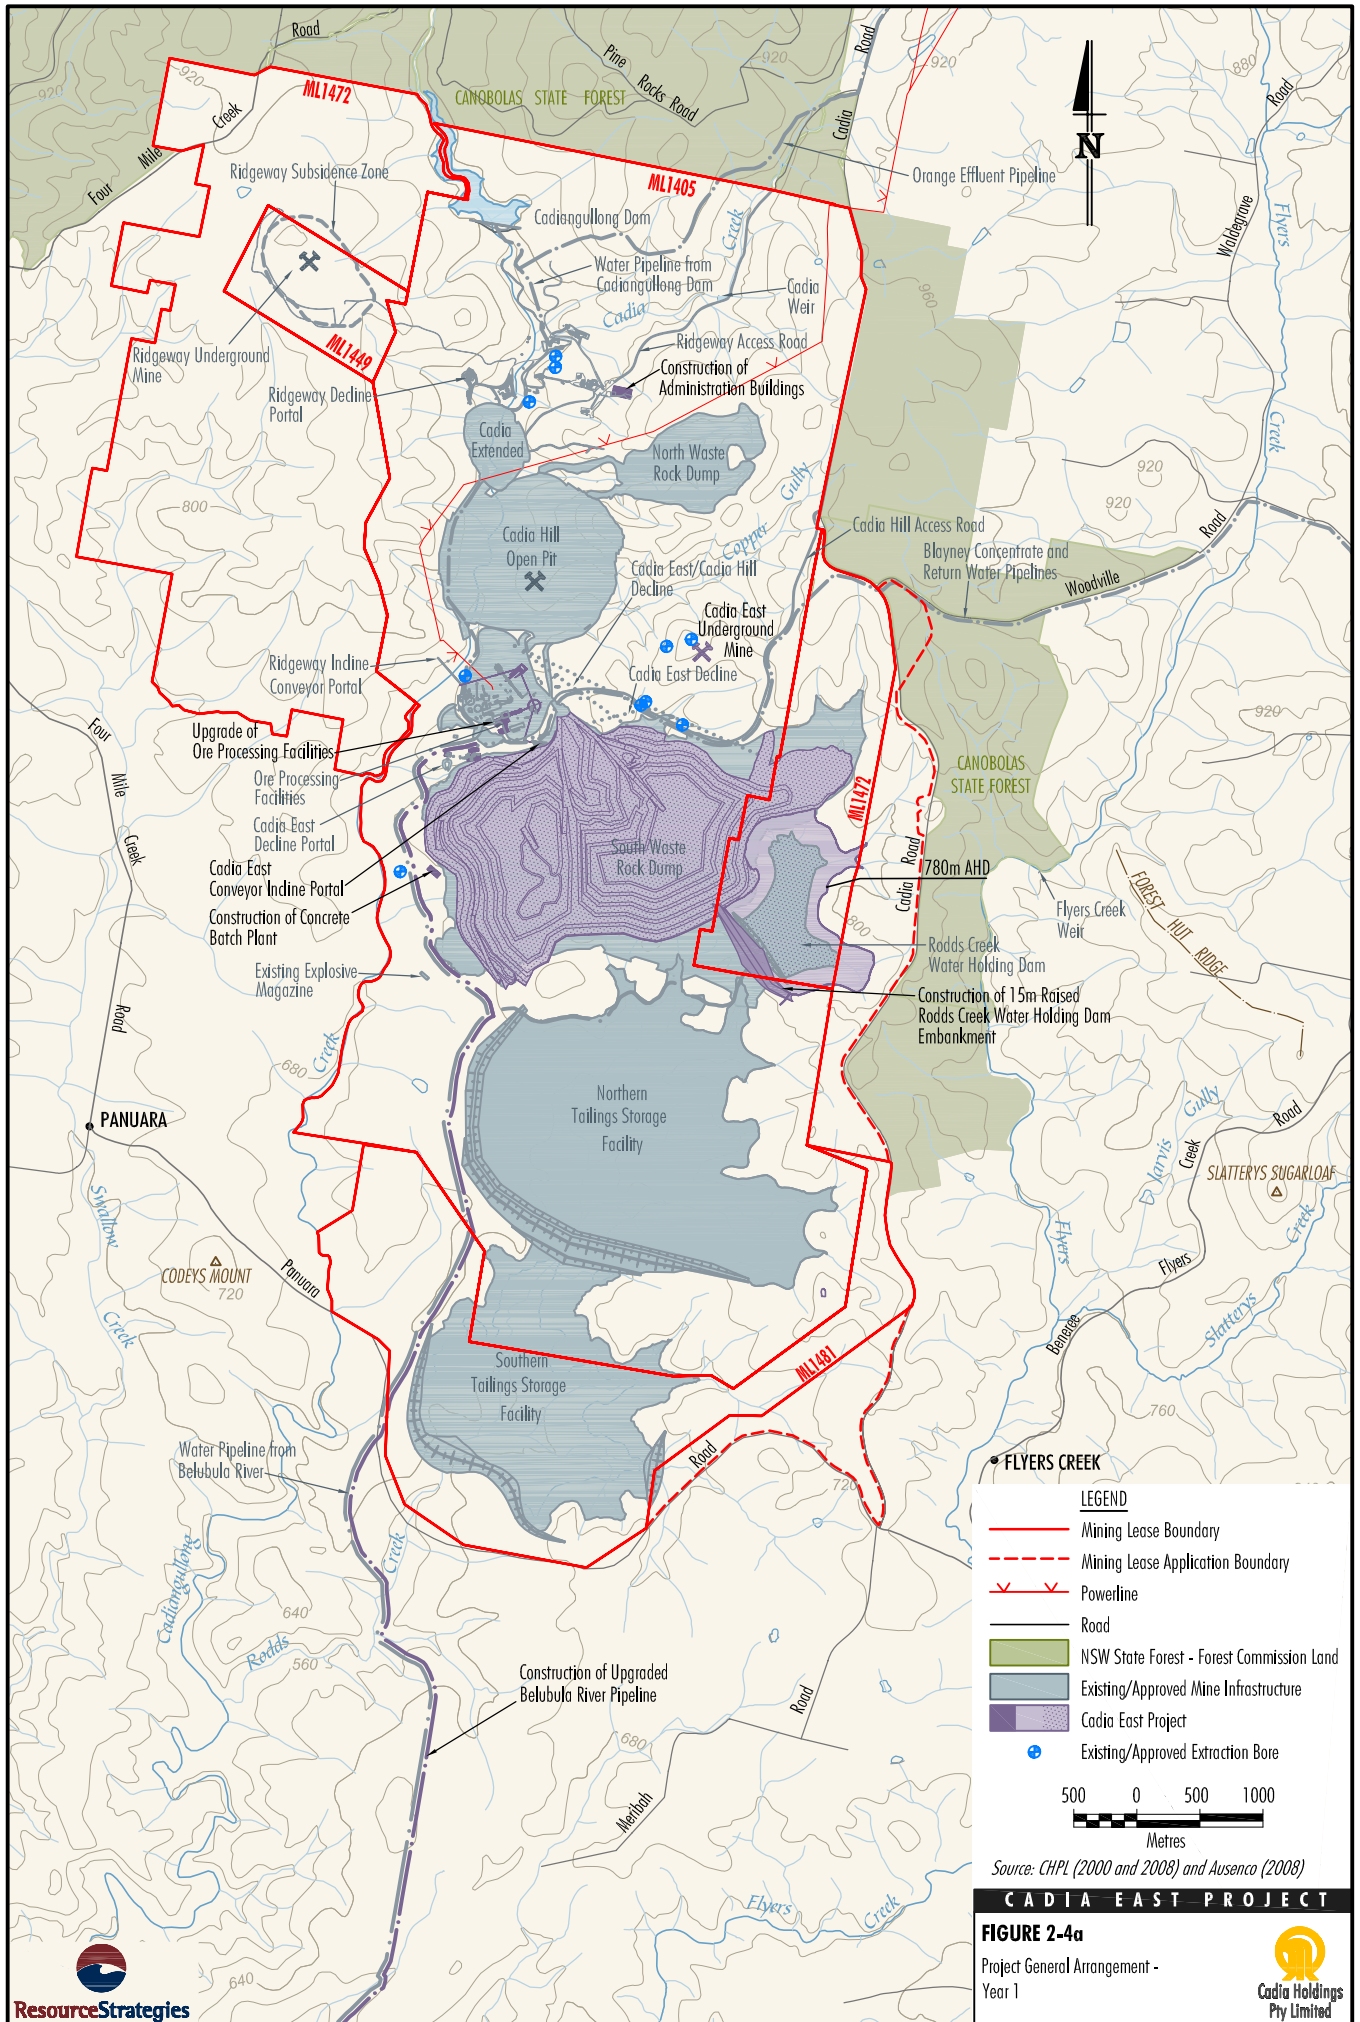 Road
920
920
ML1472
CANOBOLAS STATE FOREST
Pine
Rocks Road
920
Road
Cadia
920
880
Road
Creek
Mile
Four
Ridgeway Subsidence Zone
ML1405
N
Orange Effluent Pipeline
Waldegrave
Flyers
Creek
Cadiangullong Dam
Creek
Cadia
Water Pipeline from
Cadiangullong Dam
Cadia
Weir
960
Ridgeway Underground
Mine
ML1449
Ridgeway Access Road
Construction of
Administration Buildings
Ridgeway Decline
Portal
Cadia
Extended
North Waste
Rock Dump
Gully
Copper
920
920
800
Cadia Hill
Open Pit
Cadia Hill Access Road
Road
Woodville
Blayney Concentrate and
Return Water Pipelines
Cadia East/Cadia Hill
Decline
Cadia East
Underground
Mine
Ridgeway Incline
Conveyor Portal
Cadia East Decline
920
Four
Mile
Creek
Road
Upgrade of
Ore Processing Facilities
Ore Processing
Facilities
Cadia East
Decline Portal
CANOBOLAS
STATE FOREST
ML1472
Cadia East
Conveyor Incline Portal
South Waste
Rock Dump
Cadia
Road
780m AHD
Construction of Concrete
Batch Plant
800
Flyers Creek
Weir
FOREST HUT RIDGE
Existing Explosive
Magazine
Rodds Creek
Water Holding Dam
Construction of 15m Raised
Rodds Creek Water Holding Dam
Embankment
680
Creek
PANUARA
Northern
Tailings Storage
Facility
Gully
Jarvis
Creek
Road
SLATTERYS SUGARLOAF
Creek
Swallow
Creek
CODEYS MOUNT
720
Panuara
Flyers
Flyers
Slatterys
Beneree
Southern
Tailings Storage
Facility
ML1481
760
Water Pipeline from
Belubula River
Road
720
FLYERS CREEK
Cadiangullong
Creek
640
Rodds
560
Construction of Upgraded
Belubula River Pipeline
Road
680
Meribah
Flyers
Creek
640
LEGEND
Mining Lease Boundary
Mining Lease Application Boundary
Powerline
Road
NSW State Forest - Forest Commission Land
Existing/Approved Mine Infrastructure
Cadia East Project
Existing/Approved Extraction Bore
500 0 500 1000
Metres
Source: CHPL (2000 and 2008) and Ausenco (2008)
CADIA EAST PROJECT
FIGURE 2-4a
Project General Arrangement -
Year 1
Cadia Holdings
Pty Limited
ResourceStrategies